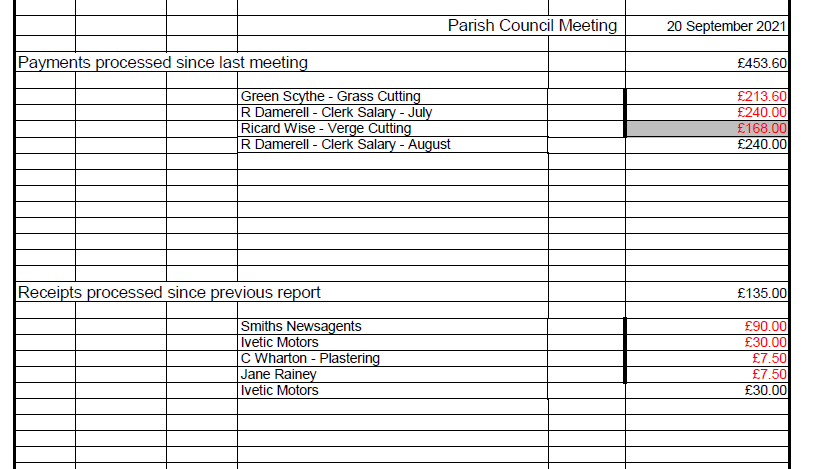 Parish Council Meeting 20 September 2021
Payments processed since last meeting £453.60
Green Scythe - Grass Cutting £213.60
R Damerell - Clerk Salary - July £240.00
Ricard Wise - Verge Cutting £168.00
R Damerell - Clerk Salary - August £240.00
Receipts processed since previous report £135.00
Smiths Newsagents £90.00
Ivetic Motors £30.00
C Wharton - Plastering £7.50
Jane Rainey £7.50
Ivetic Motors £30.00